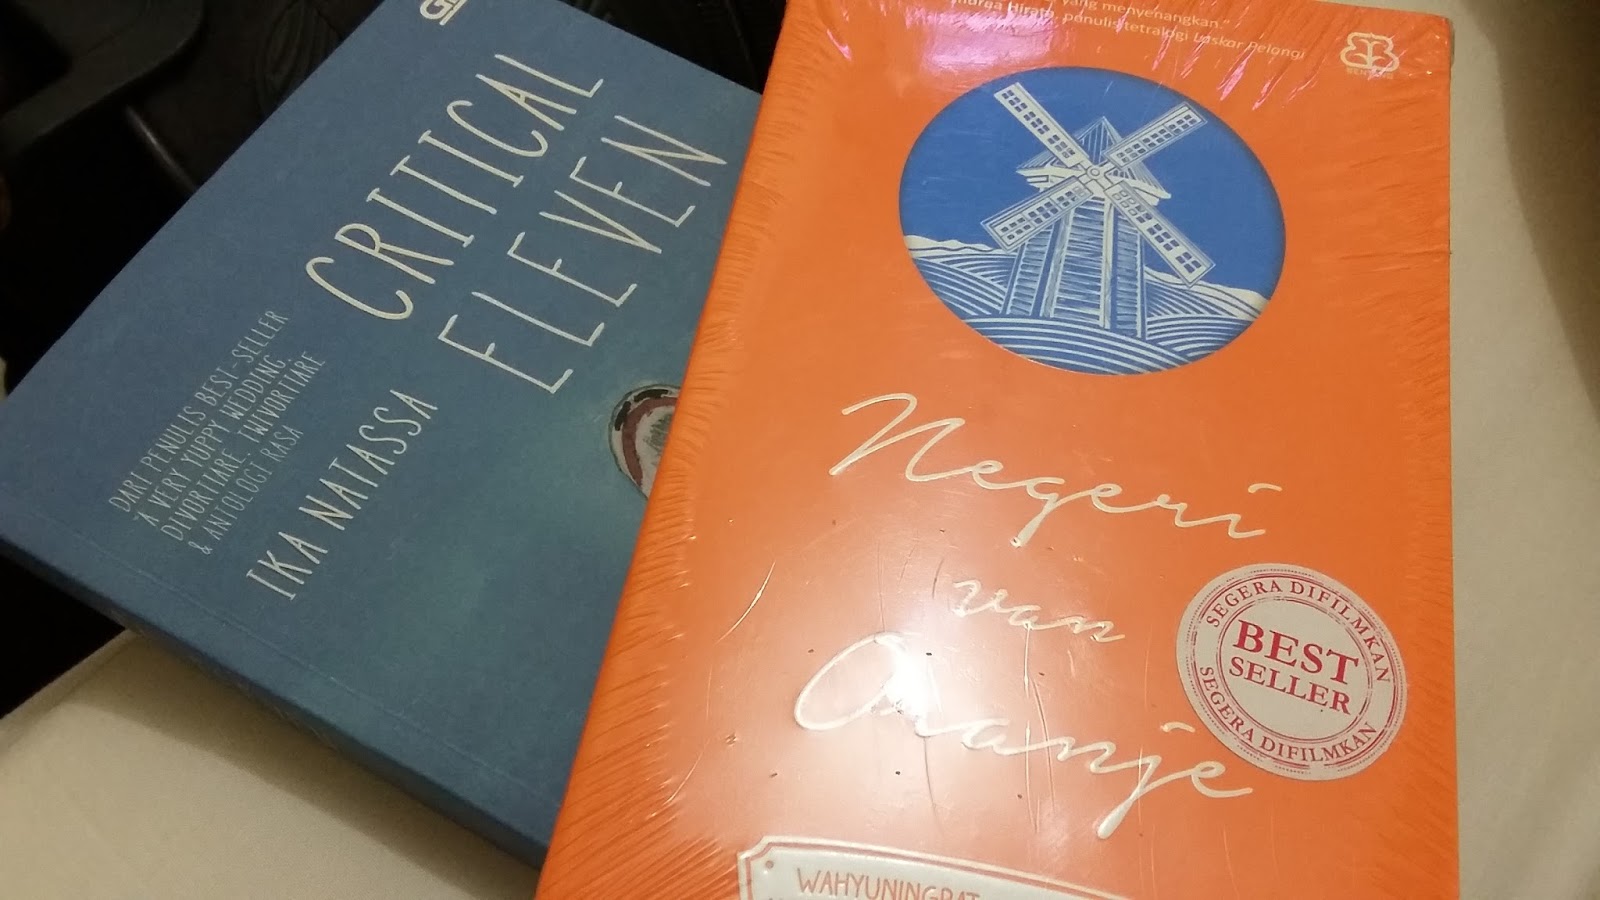 CRITICAL
ELEVEN
DARI PENULIS BEST-SELLER
A VERY YUPPY WEDDING,
DIVORTIARE, TWIVORTIARE
& ANTOLOGI RASA
IKA NATASSA
yang menyenangkan."
Hirata, penulis tetralogi Laskar Pelangi
Negeri
van
Oranje
SEGERA DIFILMKAN
BEST
SELLER
SEGERA DIFILMKAN
WAHYUNINGRAT